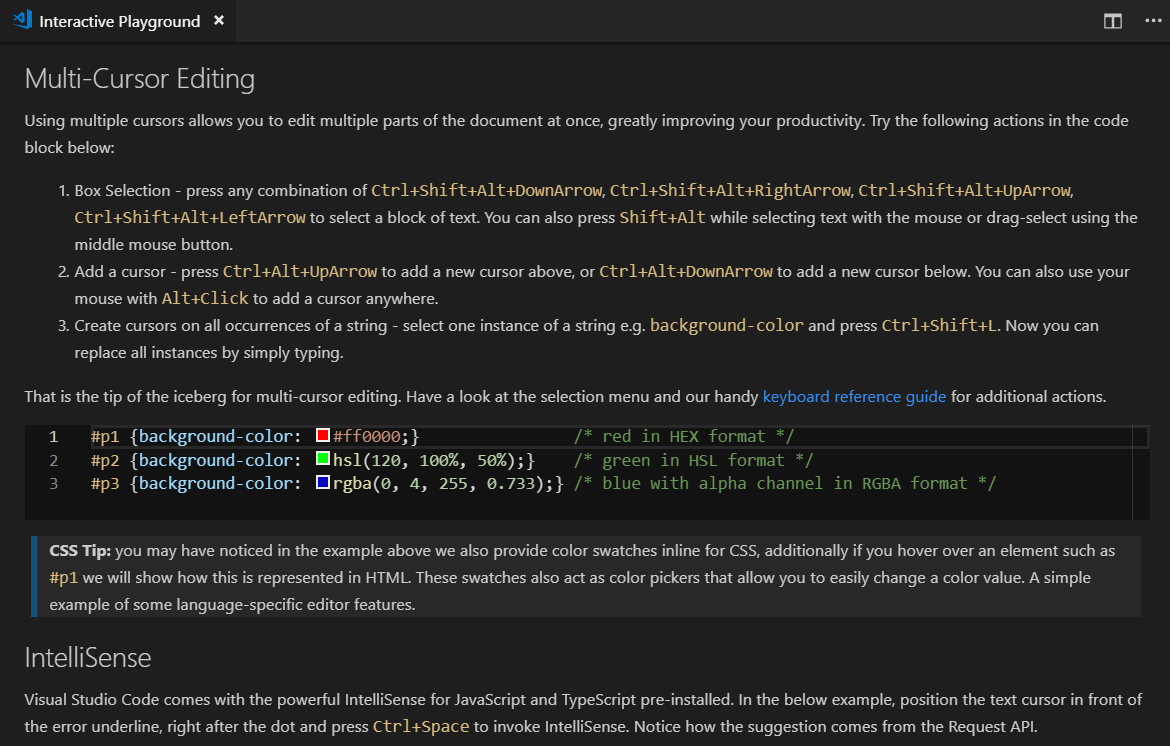 Interactive Playground ×
Multi-Cursor Editing
Using multiple cursors allows you to edit multiple parts of the document at once, greatly improving your productivity. Try the following actions in the code
block below:
1. Box Selection - press any combination of Ctrl+Shift+Alt+DownArrow, Ctrl+Shift+Alt+RightArrow, Ctrl+Shift+Alt+UpArrow,
Ctrl+Shift+Alt+LeftArrow to select a block of text. You can also press Shift+Alt while selecting text with the mouse or drag-select using the
middle mouse button.
2. Add a cursor - press Ctrl+Alt+UpArrow to add a new cursor above, or Ctrl+Alt+DownArrow to add a new cursor below. You can also use your
mouse with Alt+Click to add a cursor anywhere.
3. Create cursors on all occurrences of a string - select one instance of a string e.g. background-color and press Ctrl+Shift+L. Now you can
replace all instances by simply typing.
That is the tip of the iceberg for multi-cursor editing. Have a look at the selection menu and our handy keyboard reference guide for additional actions.
1 #p1 {background-color: #ff0000;} /* red in HEX format */
2 #p2 {background-color: hsl(120, 100%, 50%);} /* green in HSL format */
3 #p3 {background-color: rgba(0, 4, 255, 0.733);} /* blue with alpha channel in RGBA format */
CSS Tip: you may have noticed in the example above we also provide color swatches inline for CSS, additionally if you hover over an element such as
#p1 we will show how this is represented in HTML. These swatches also act as color pickers that allow you to easily change a color value. A simple
example of some language-specific editor features.
IntelliSense
Visual Studio Code comes with the powerful IntelliSense for JavaScript and TypeScript pre-installed. In the below example, position the text cursor in front of
the error underline, right after the dot and press Ctrl+Space to invoke IntelliSense. Notice how the suggestion comes from the Request API.